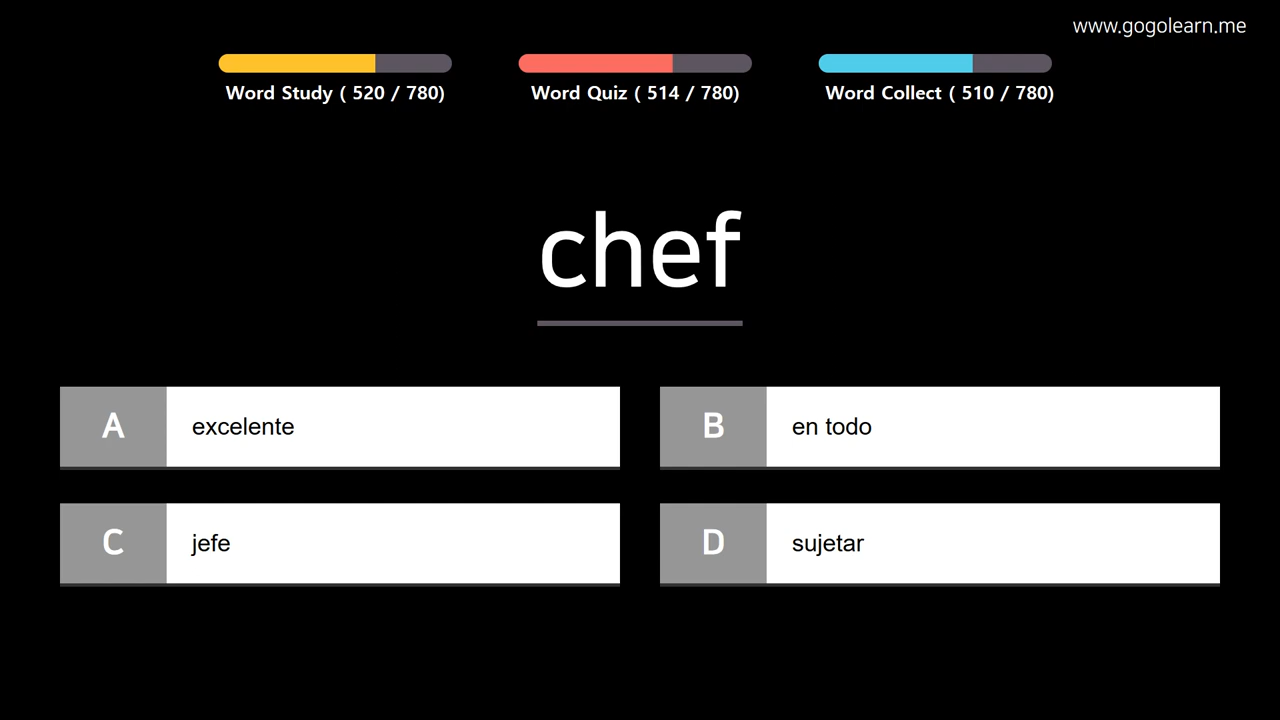 www.gogolearn.me
Word Study ( 520 / 780)
Word Quiz ( 514 / 780)
Word Collect ( 510 / 780)
chef
A
excelente
B
en todo
C
jefe
D
sujetar